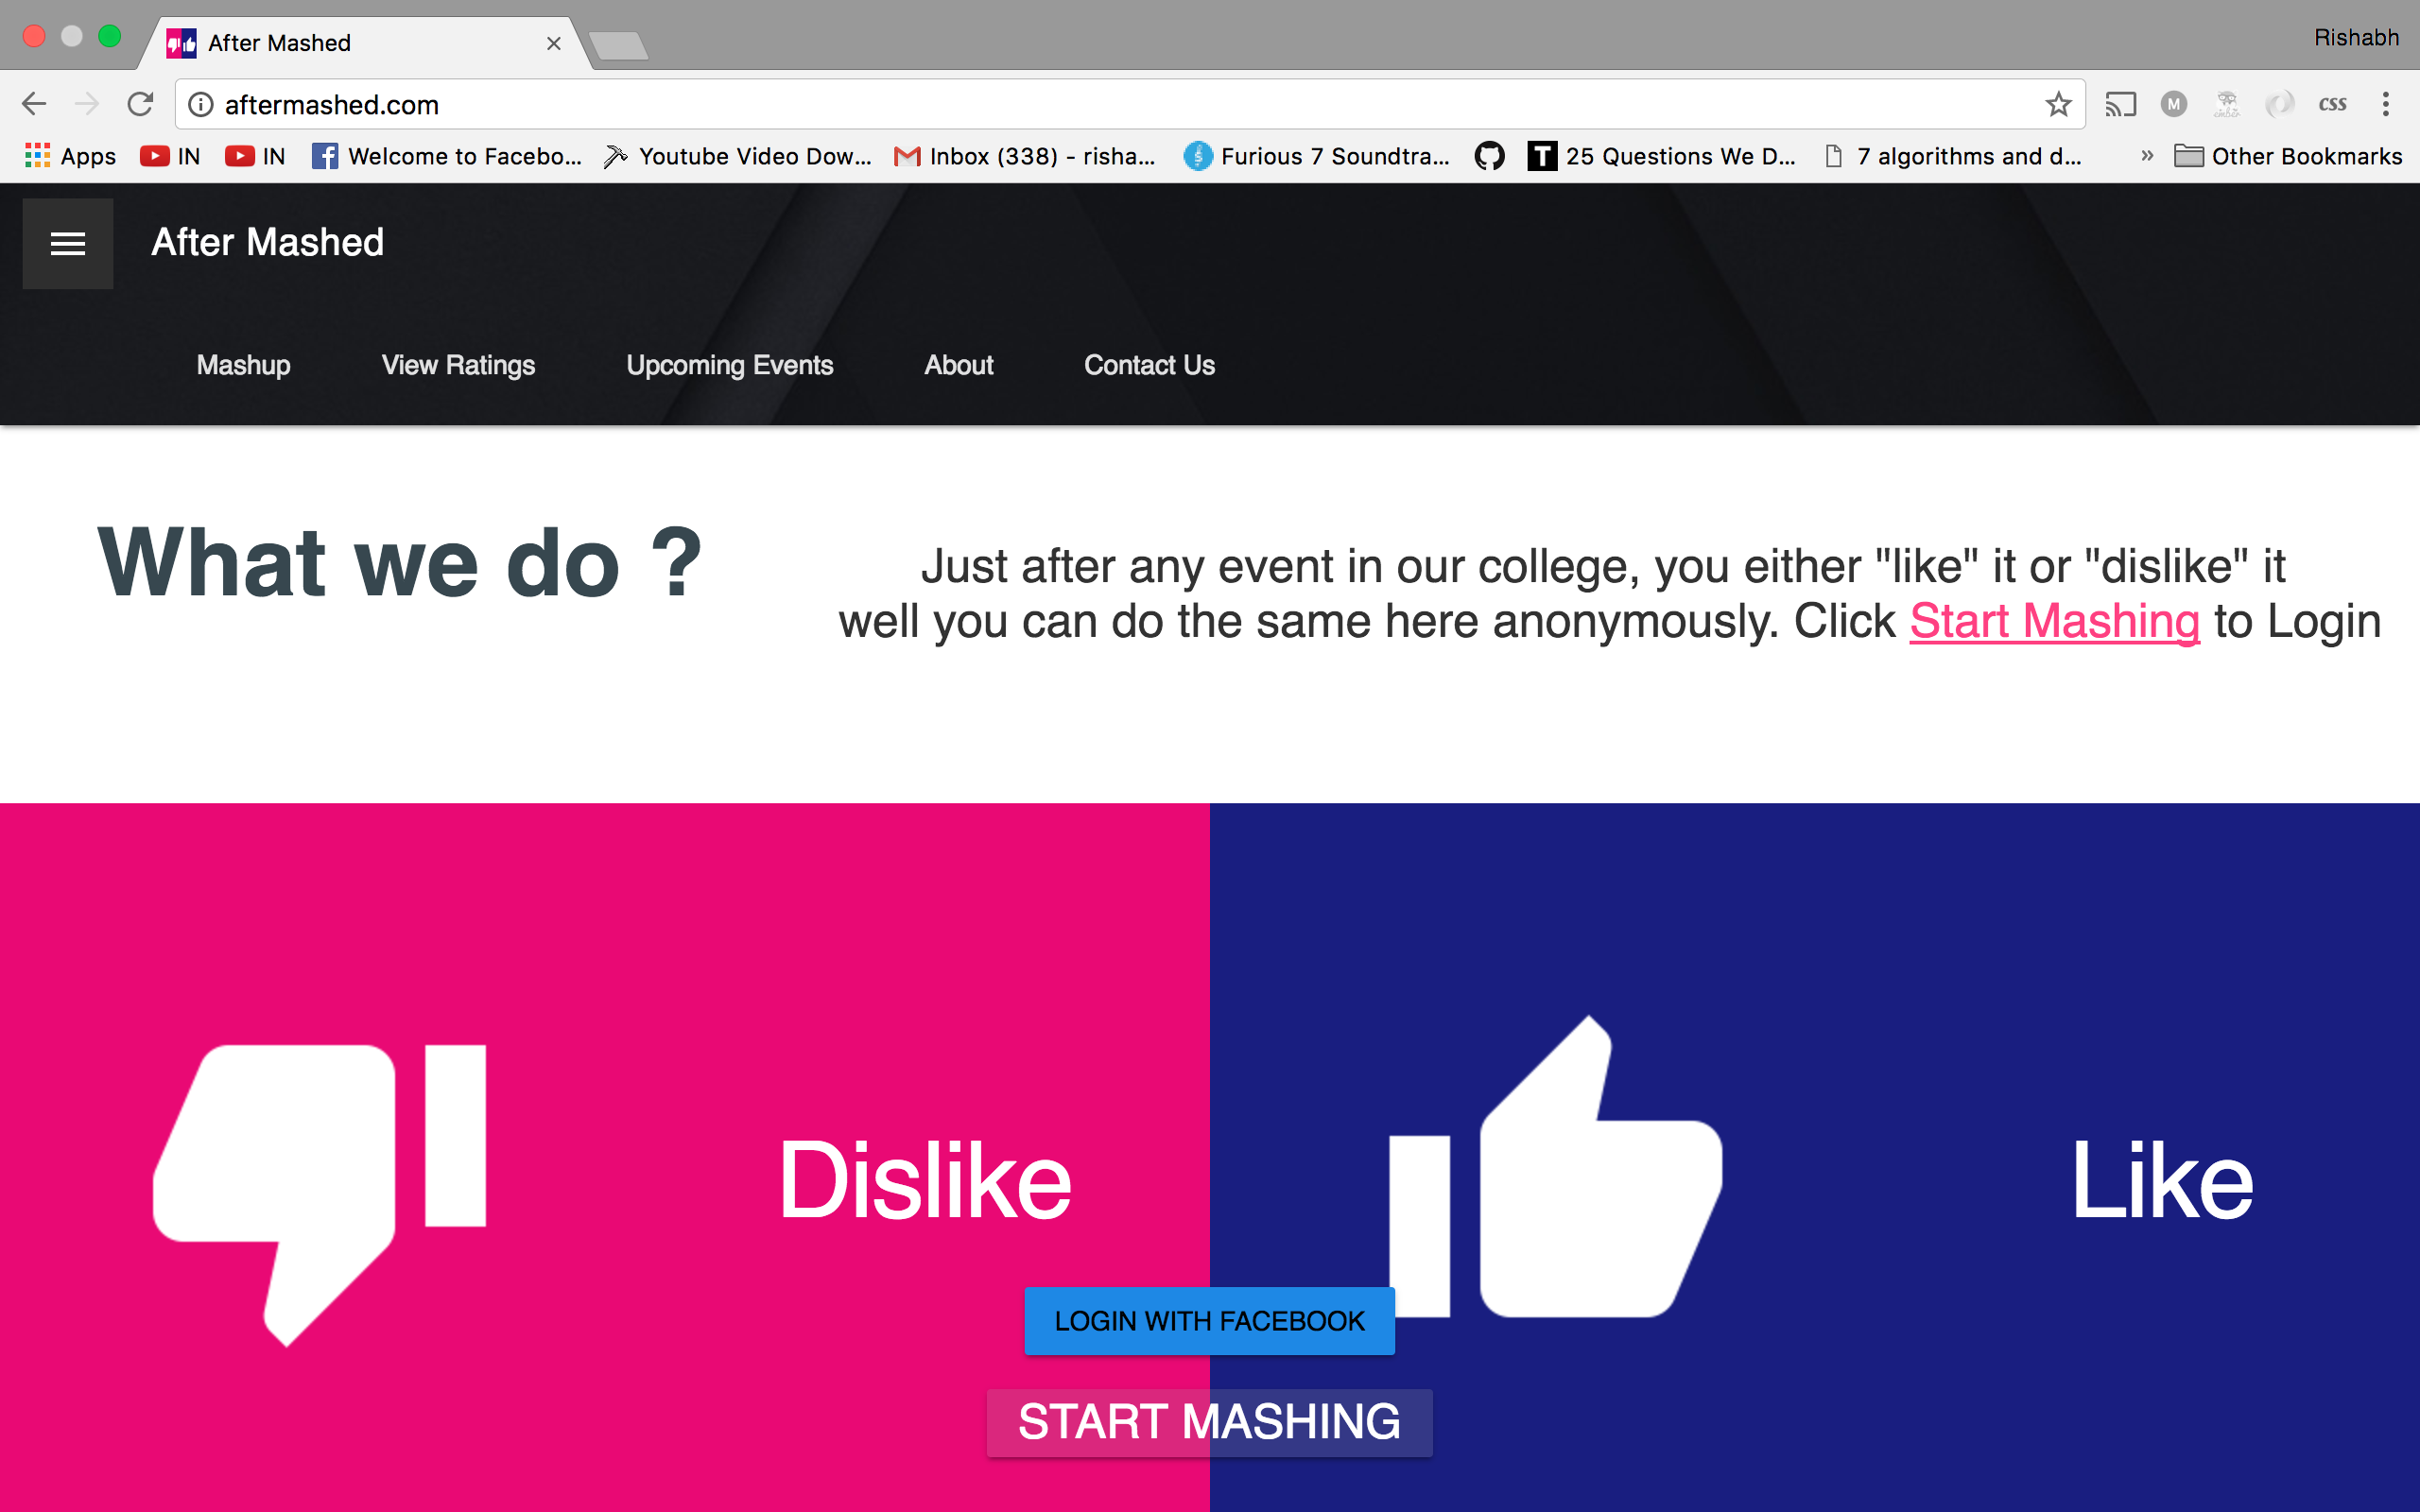 After Mashed
Rishabh
aftermashed.com
M
CSS
Apps
IN
IN
Welcome to Facebo...
Youtube Video Dow...
Inbox (338) - risha...
Furious 7 Soundtra...
T
25 Questions We D...
7 algorithms and d...
»
Other Bookmarks
After Mashed
Mashup
View Ratings
Upcoming Events
About
Contact Us
What we do ?
Just after any event in our college, you either "like" it or "dislike" it
well you can do the same here anonymously. Click Start Mashing to Login
Dislike
Like
LOGIN WITH FACEBOOK
START MASHING